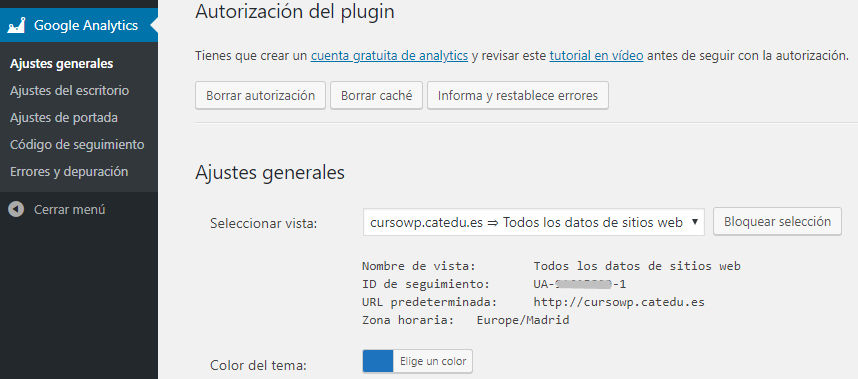 Google Analytics
Ajustes generales
Ajustes del escritorio
Ajustes de portada
Código de seguimiento
Errores y depuración
Cerrar menú
Autorización del plugin
Tienes que crear un cuenta gratuita de analytics y revisar este tutorial en vídeo antes de seguir con la autorización.
Borrar autorización Borrar caché Informa y restablece errores
Ajustes generales
Seleccionar vista: cursowp.catedu.es ⇒ Todos los datos de sitios web Bloquear selección
Nombre de vista: Todos los datos de sitios web
ID de seguimiento: UA- -1
URL predeterminada: http://cursowp.catedu.es
Zona horaria: Europe/Madrid
Color del tema: Elige un color